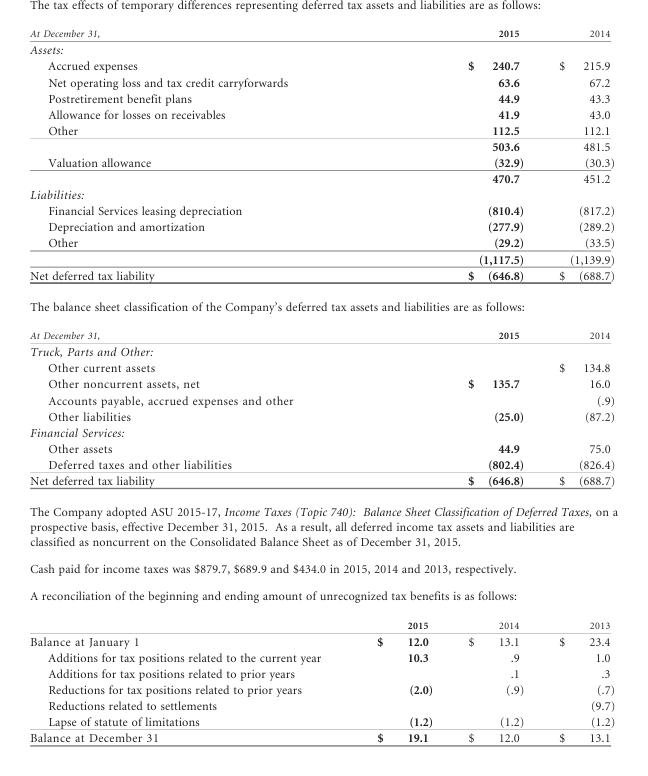 The tax effects of temporary differences representing deferred tax assets and liabilities are as follows:
At December 31, 2015 2014
Assets:
Accrued expenses $ 240.7 $ 215.9
Net operating loss and tax credit carryforwards 63.6 67.2
Postretirement benefit plans 44.9 43.3
Allowance for losses on receivables 41.9 43.0
Other 112.5 112.1
503.6 481.5
Valuation allowance (32.9) (30.3)
470.7 451.2
Liabilities:
Financial Services leasing depreciation (810.4) (817.2)
Depreciation and amortization (277.9) (289.2)
Other (29.2) (33.5)
(1,117.5) (1,139.9)
Net deferred tax liability $ (646.8) $ (688.7)
The balance sheet classification of the Company's deferred tax assets and liabilities are as follows:
At December 31, 2015 2014
Truck, Parts and Other:
Other current assets $ 134.8
Other noncurrent assets, net $ 135.7 16.0
Accounts payable, accrued expenses and other (.9)
Other liabilities (25.0) (87.2)
Financial Services:
Other assets 44.9 75.0
Deferred taxes and other liabilities (802.4) (826.4)
Net deferred tax liability $ (646.8) $ (688.7)
The Company adopted ASU 2015-17, Income Taxes (Topic 740): Balance Sheet Classification of Deferred Taxes, on a
prospective basis, effective December 31, 2015. As a result, all deferred income tax assets and liabilities are
classified as noncurrent on the Consolidated Balance Sheet as of December 31, 2015.
Cash paid for income taxes was $879.7, $689.9 and $434.0 in 2015, 2014 and 2013, respectively.
A reconciliation of the beginning and ending amount of unrecognized tax benefits is as follows:
2015 2014 2013
Balance at January 1 $ 12.0 $ 13.1 $ 23.4
Additions for tax positions related to the current year 10.3 .9 1.0
Additions for tax positions related to prior years .1 .3
Reductions for tax positions related to prior years (2.0) (.9) (.7)
Reductions related to settlements (9.7)
Lapse of statute of limitations (1.2) (1.2) (1.2)
Balance at December 31 $ 19.1 $ 12.0 $ 13.1